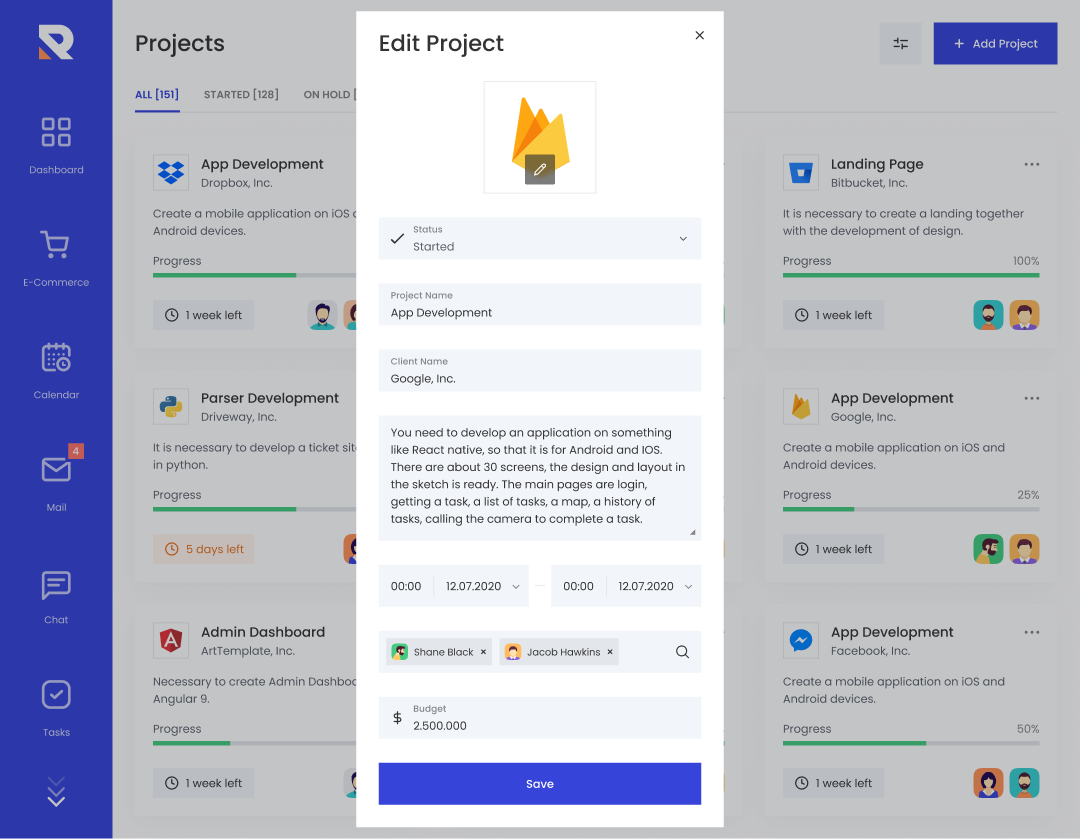 Projects
+ Add Project
ALL [151]
STARTED [128]
ON HOLD [
Dashboard
E-Commerce
Calendar
4
Mail
Chat
Tasks
App Development
Dropbox, Inc.
Create a mobile application on iOS
Android devices.
Progress
1 week left
Parser Development
Driveway, Inc.
It is necessary to develop a ticket
in python.
Progress
5 days left
Admin Dashboard
ArtTemplate, Inc.
Necessary to create Admin
Angular 9.
Progress
1 week left
Edit Project
×
Status
Started
Project Name
App Development
Client Name
Google, Inc.
You need to develop an application on something
like React native, so that it is for Android and IOS.
There are about 30 screens, the design and layout in
the sketch is ready. The main pages are login,
getting a task, a list of tasks, a map, a history of
tasks, calling the camera to complete a task.
00:00 12.07.2020 – 00:00 12.07.2020
Shane Black × Jacob Hawkins ×
$
Budget
2.500.000
Save
Landing Page
Bitbucket, Inc.
It is necessary to create a landing together
with the development of design.
Progress 100%
1 week left
App Development
Google, Inc.
Create a mobile application on iOS and
Android devices.
Progress 25%
1 week left
App Development
Facebook, Inc.
Create a mobile application on iOS and
Android devices.
Progress 50%
1 week left